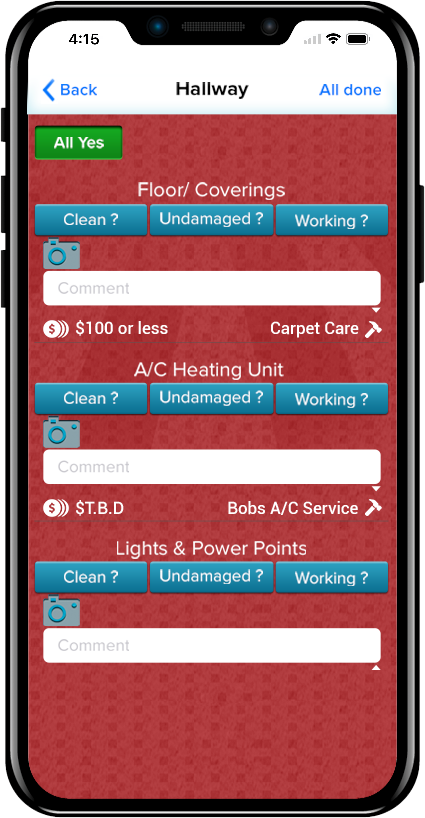 4:15
Back Hallway All done
All Yes
Floor/ Coverings
Clean ? Undamaged ? Working ?
Comment
$100 or less Carpet Care
A/C Heating Unit
Clean ? Undamaged ? Working ?
Comment
$T.B.D Bobs A/C Service
Lights & Power Points
Clean ? Undamaged ? Working ?
Comment